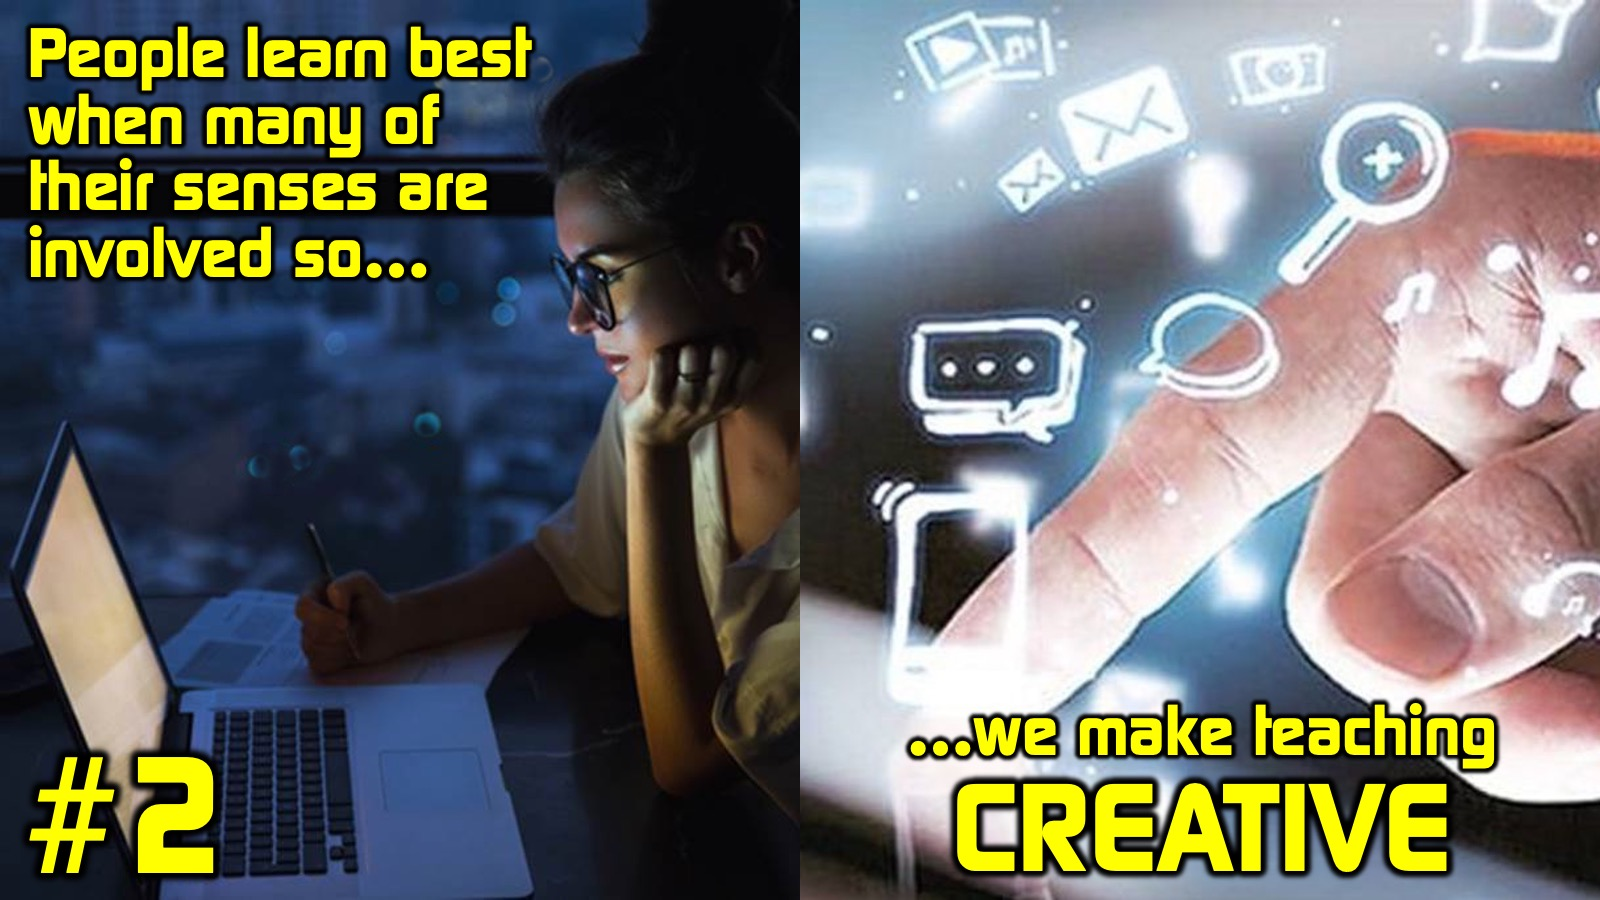 People learn best
when many of
their senses are
involved so...
#2
...we make teaching
CREATIVE